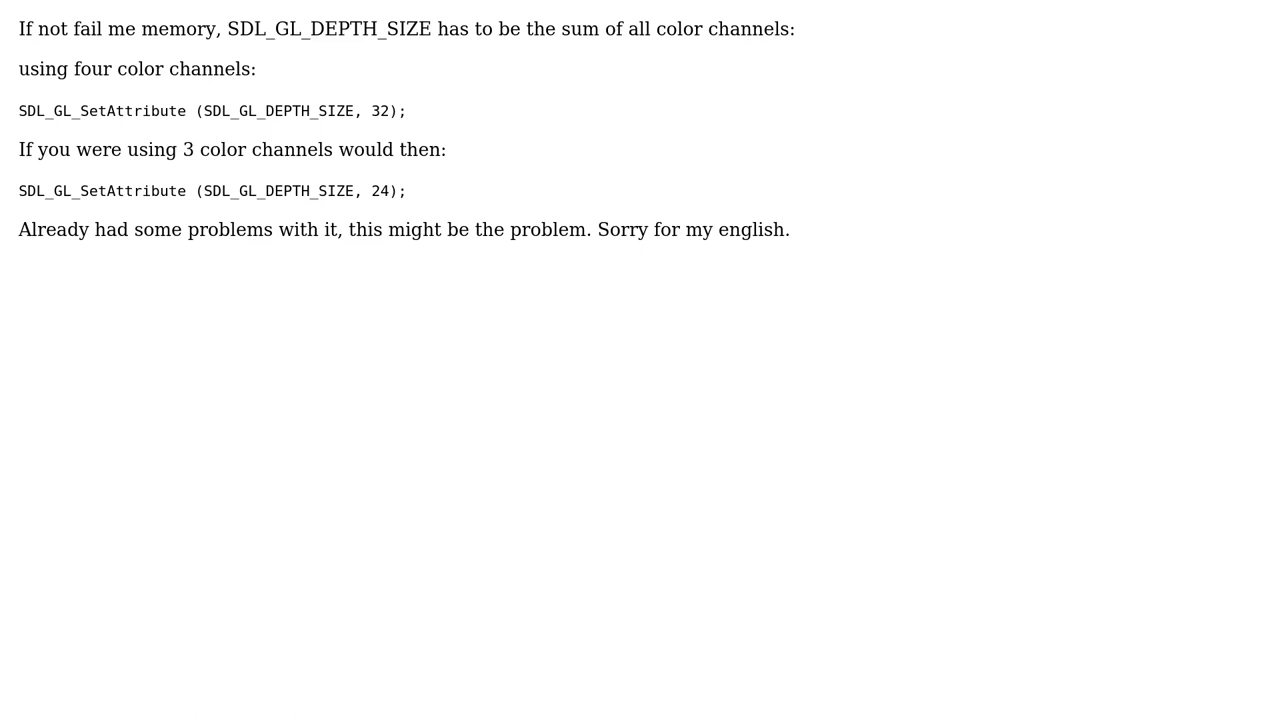 If not fail me memory, SDL_GL_DEPTH_SIZE has to be the sum of all color channels:
using four color channels:
SDL_GL_SetAttribute (SDL_GL_DEPTH_SIZE, 32);
If you were using 3 color channels would then:
SDL_GL_SetAttribute (SDL_GL_DEPTH_SIZE, 24);
Already had some problems with it, this might be the problem. Sorry for my english.